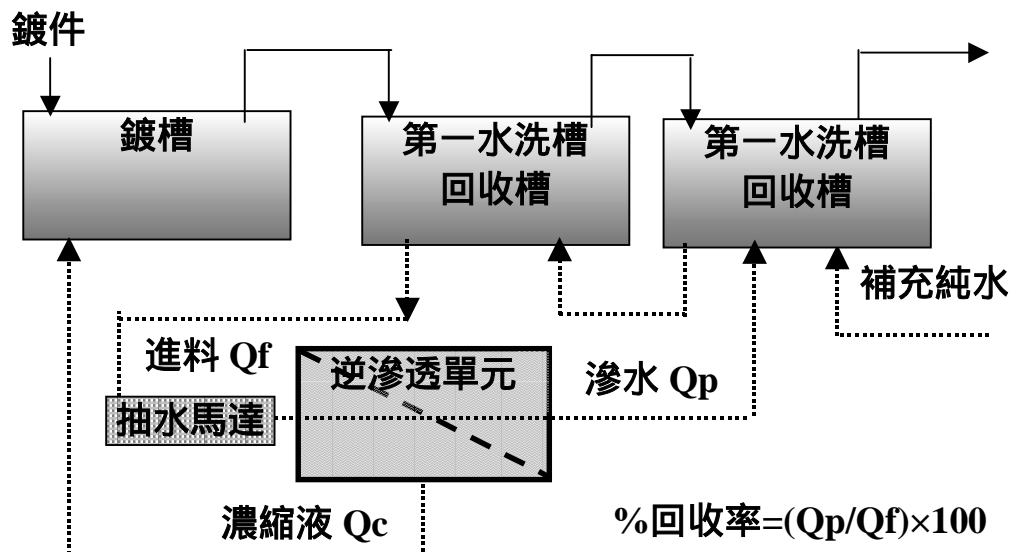 鍍件
鍍槽
第一水洗槽
回收槽
第一水洗槽
回收槽
補充純水
進料 Qf
逆滲透單元
滲水 Qp
抽水馬達
濃縮液 Qc
%回收率=(Qp/Qf)×100